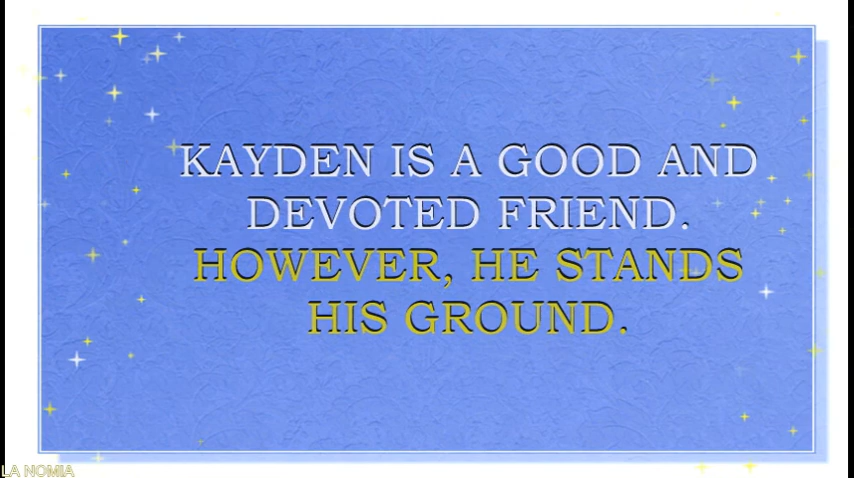 KAYDEN IS A GOOD AND
DEVOTED FRIEND.
HOWEVER, HE STANDS
HIS GROUND.
LA NOMIA